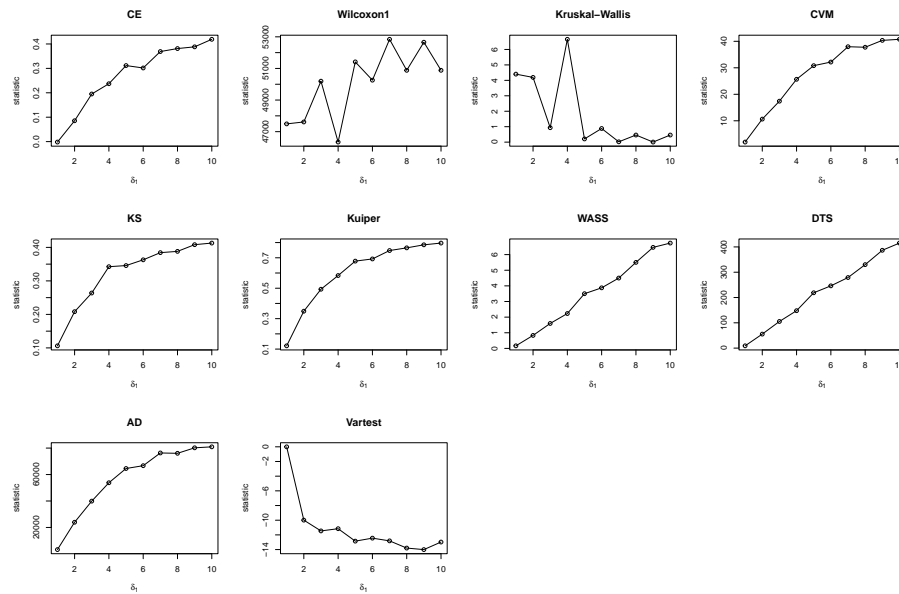 CE
statistic
0.0 0.1 0.2 0.3 0.4
2 4 6 8 10
δ1
Wilcoxon1
statistic
47000 49000 51000 53000
2 4 6 8 10
δ1
Kruskal−Wallis
statistic
0 1 2 3 4 5 6
2 4 6 8 10
δ1
CVM
statistic
10 20 30 40
2 4 6 8 10
δ1
KS
statistic
0.10 0.20 0.30 0.40
2 4 6 8 10
δ1
Kuiper
statistic
0.1 0.3 0.5 0.7
2 4 6 8 10
δ1
WASS
statistic
0 1 2 3 4 5 6
2 4 6 8 10
δ1
DTS
statistic
0 100 200 300 400
2 4 6 8 10
δ1
AD
statistic
20000 60000
2 4 6 8 10
δ1
Vartest
statistic
−14 −10 −6 −2 0
2 4 6 8 10
δ1